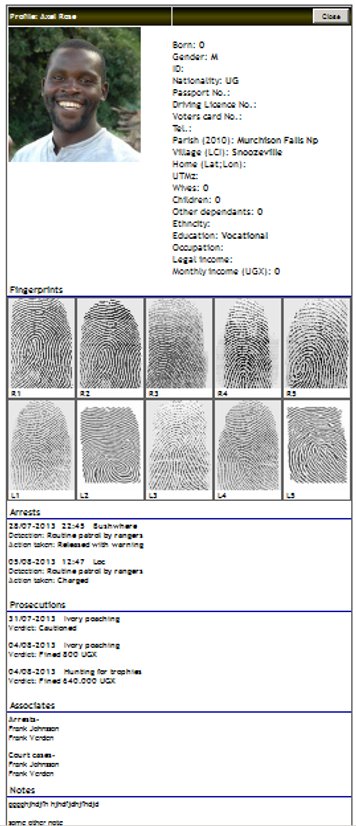 Profile: Axel Rose
Close
Born: 0
Gender: M
ID:
Nationality: UG
Passport No.:
Driving Licence No.:
Voters card No.:
Tel.:
Parish (2010): Murchison Falls Np
Village (LCI): Snoozeville
Home (Lat;Lon):
UTMz:
Wives: 0
Children: 0
Other dependants: 0
Ethncity:
Education: Vocational
Occupation:
Legal income:
Monthly income (UGX): 0
Fingerprints
R1 R2 R3 R4 R5
L1 L2 L3 L4 L5
Arrests
28/07-2013 22:45 Bushwhere
Detection: Routine patrol by rangers
Action taken: Released with warning
05/08-2013 12:47 Loc
Detection: Routine patrol by rangers
Action taken: Charged
Prosecutions
31/07-2013 Ivory poaching
Verdict: Cautioned
04/08-2013 Ivory poaching
Verdict: Fined 800 UGX
04/08-2013 Hunting for trophies
Verdict: Fined 640.000 UGX
Associates
Arrests-
Frank Johnsson
Frank Verden
Court cases-
Frank Johnsson
Frank Verden
Notes
some other note